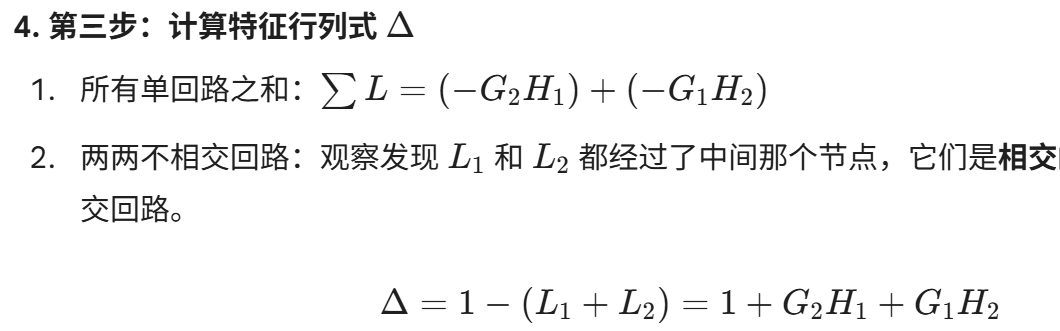 4. 第三步：计算特征行列式 Δ
1. 所有单回路之和：∑ L = (−G₂H₁) + (−G₁H₂)
2. 两两不相交回路：观察发现 L₁ 和 L₂ 都经过了中间那个节点，它们是相交
交回路。
Δ = 1 − (L₁ + L₂) = 1 + G₂H₁ + G₁H₂